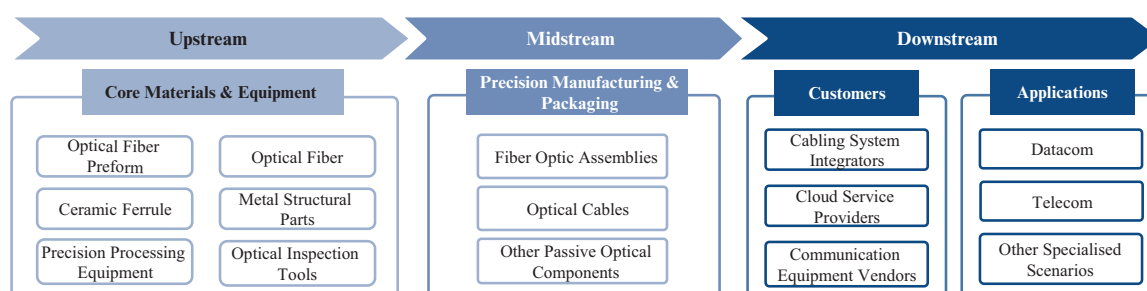 Upstream
Midstream
Downstream
Core Materials & Equipment
Optical Fiber
Preform
Optical Fiber
Ceramic Ferrule
Metal Structural
Parts
Precision Processing
Equipment
Optical Inspection
Tools
Precision Manufacturing &
Packaging
Fiber Optic Assemblies
Optical Cables
Other Passive Optical
Components
Customers
Cabling System
Integrators
Cloud Service
Providers
Communication
Equipment Vendors
Applications
Datacom
Telecom
Other Specialised
Scenarios